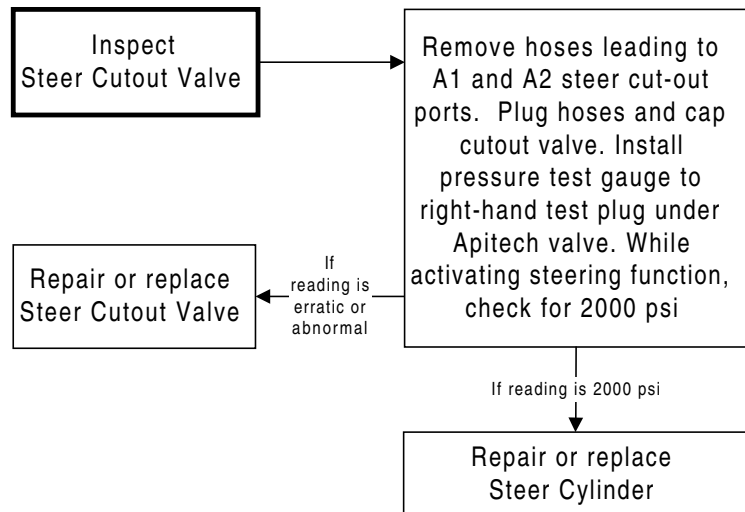 Inspect
Steer Cutout Valve
Remove hoses leading to
A1 and A2 steer cut-out
ports. Plug hoses and cap
cutout valve. Install
pressure test gauge to
right-hand test plug under
Apitech valve. While
activating steering function,
check for 2000 psi
If
reading is
erratic or
abnormal
Repair or replace
Steer Cutout Valve
If reading is 2000 psi
Repair or replace
Steer Cylinder